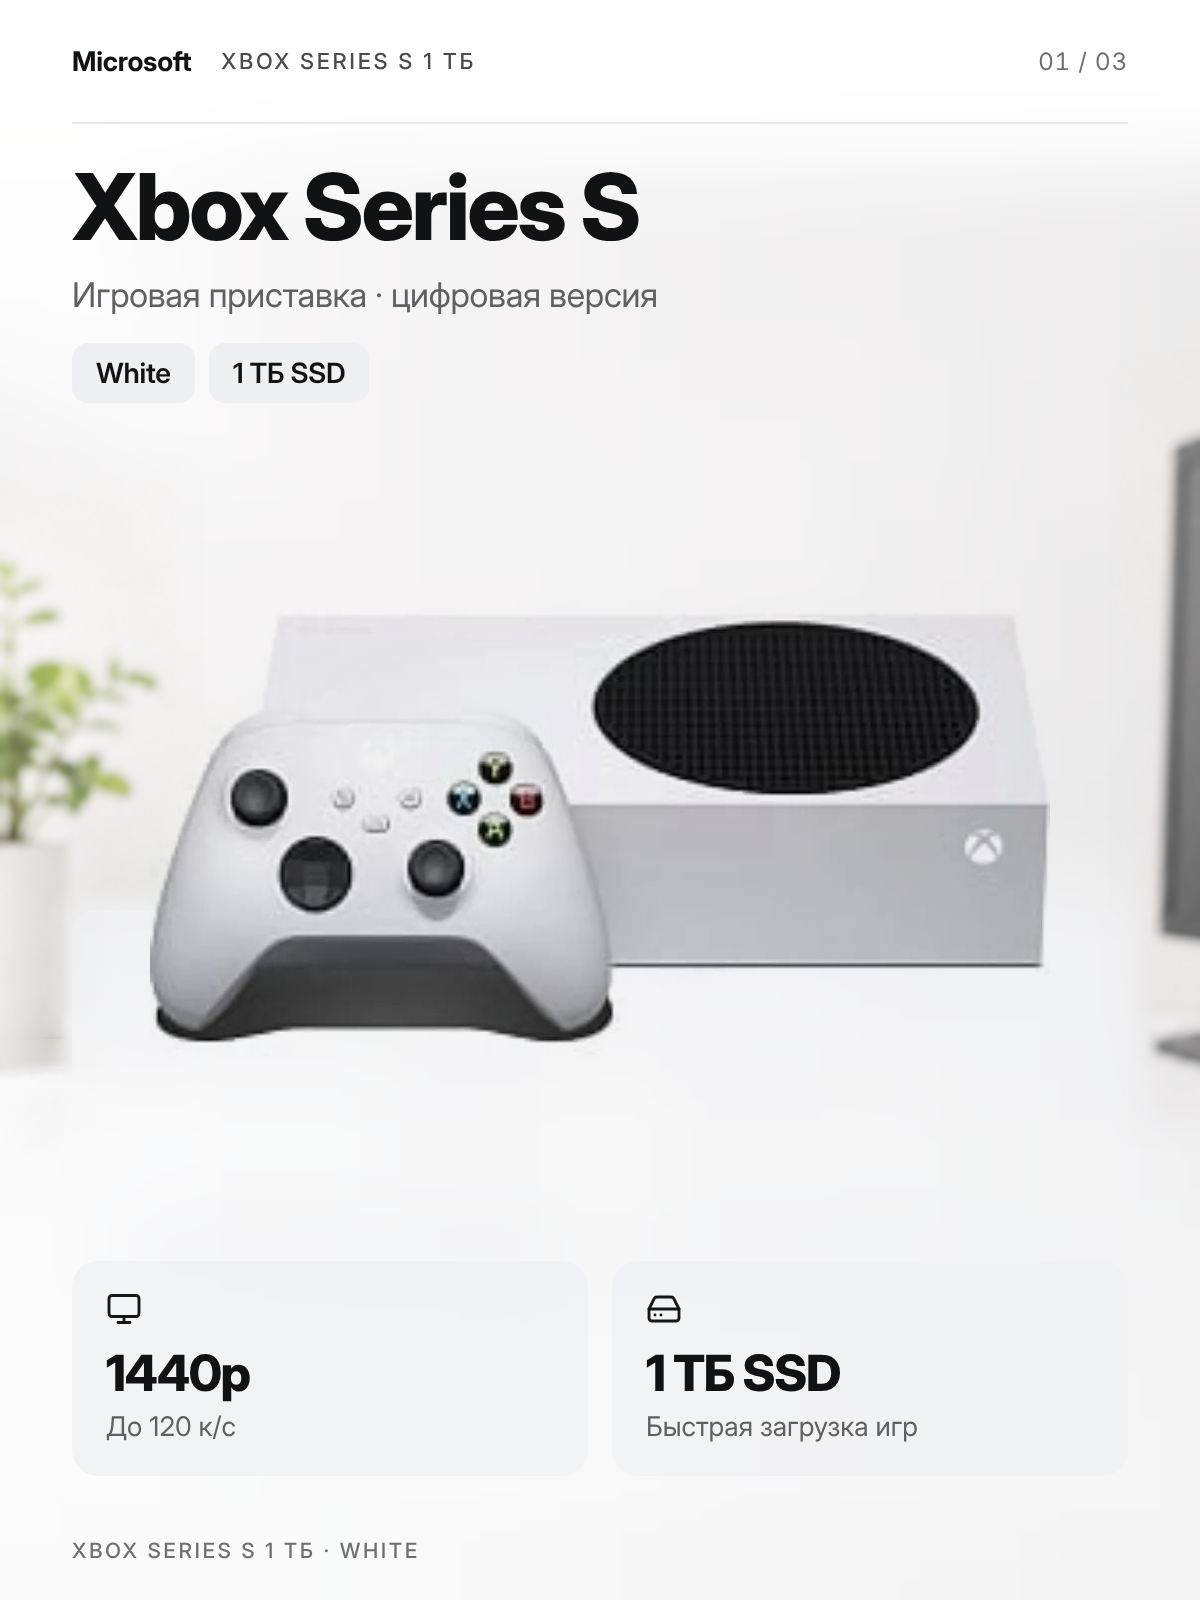 Microsoft XBOX SERIES S 1 ТБ 01 / 03
Xbox Series S
Игровая приставка · цифровая версия
White 1 ТБ SSD
Y
X B
A
1440p
До 120 к/с
1 ТБ SSD
Быстрая загрузка игр
XBOX SERIES S 1 ТБ · WHITE